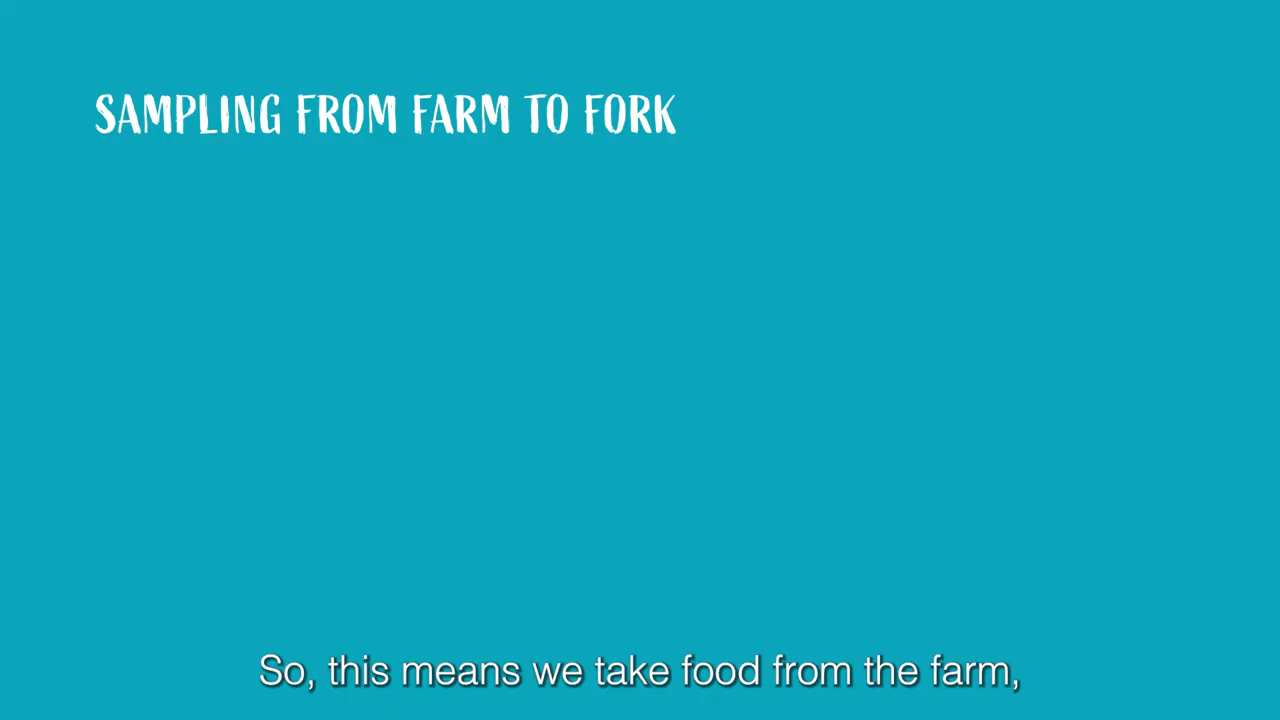 SAMPLING FROM FARM TO FORK
So, this means we take food from the farm,